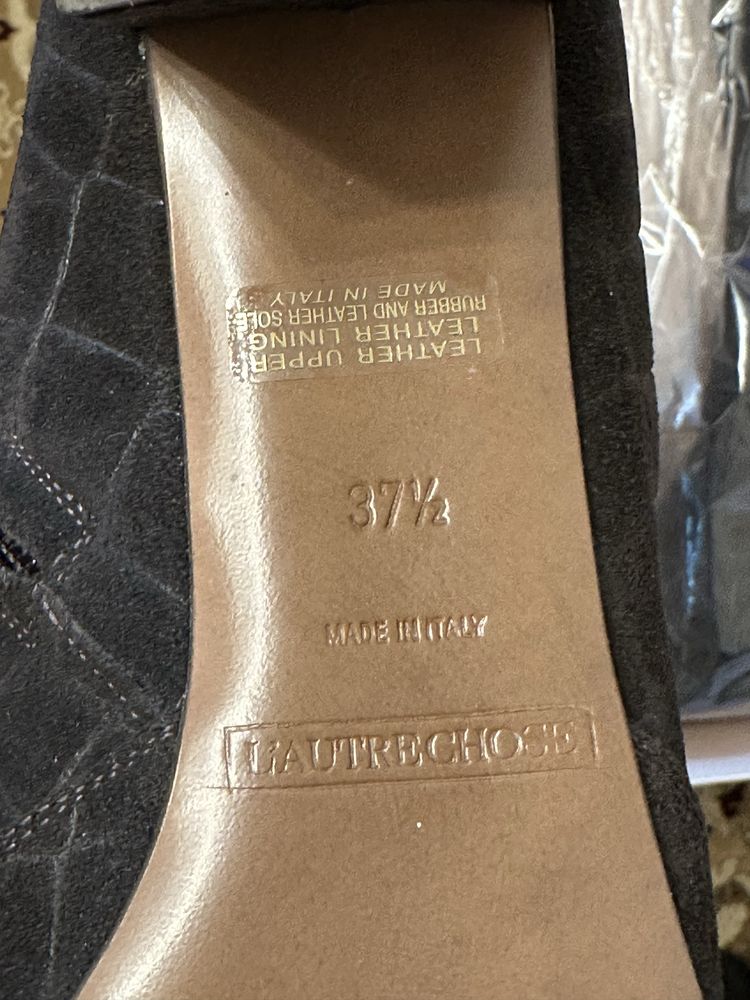 LEATHER UPPER
LEATHER LINING
RUBBER AND LEATHER SOLE
MADE IN ITALY
37½
MADE IN ITALY
L'AUTRECHOSE